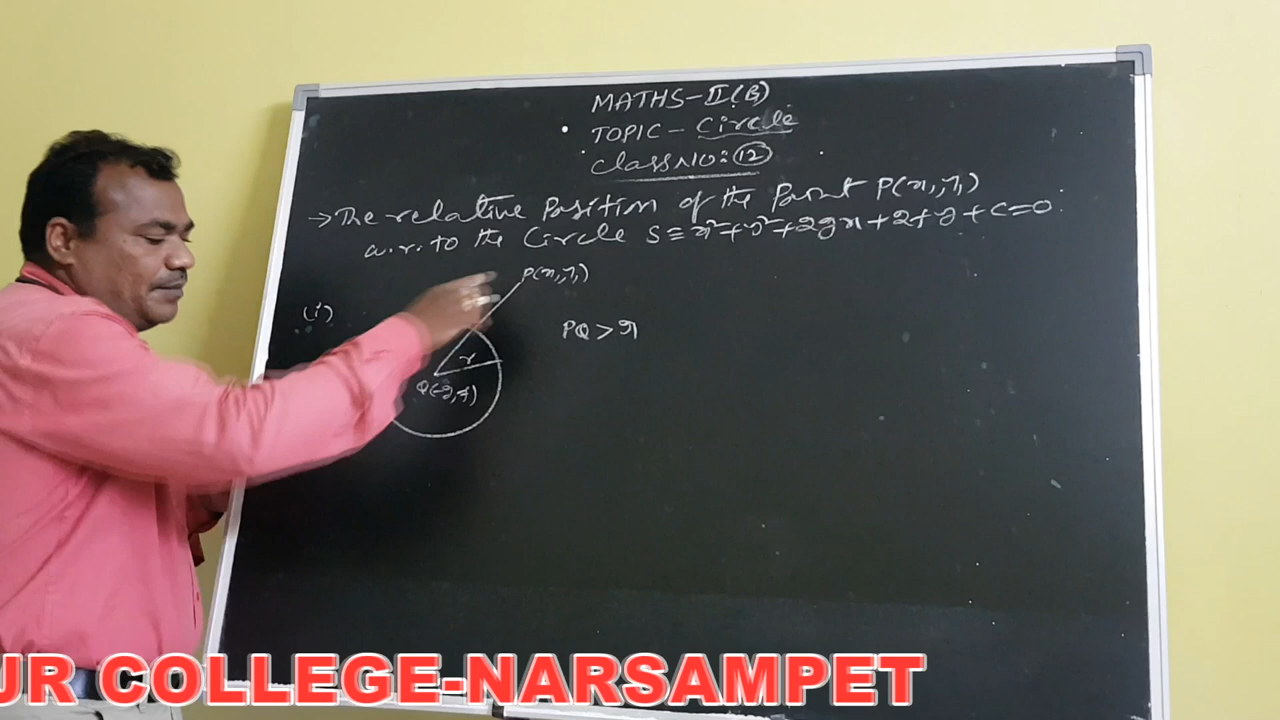 MATHS-II(B)
TOPIC - Circle
Class NO: 12
→ The relative Position of the Point P(x₁, y₁)
w.r. to the Circle S ≡ x² + y² + 2gx + 2fy + c = 0.
P(x₁, y₁)
(i)
PQ > r
r
Q(-g, f)
JR COLLEGE-NARSAMPET